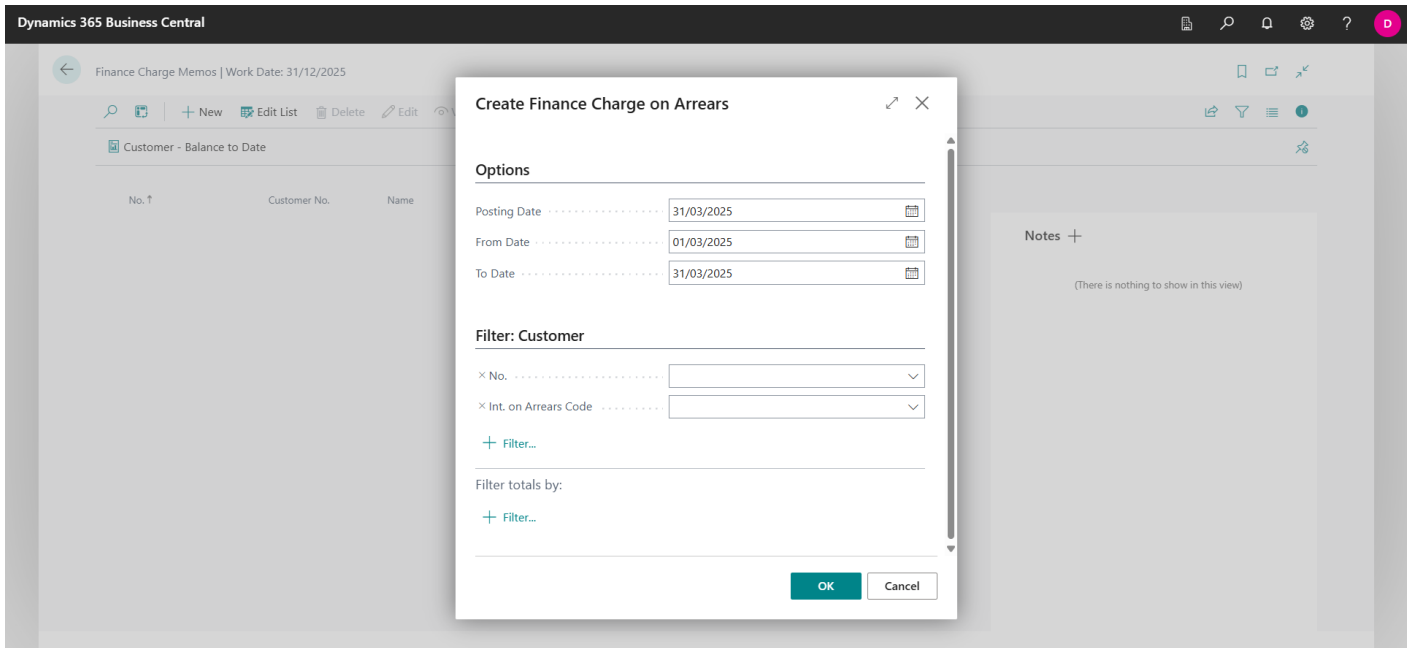 Dynamics 365 Business Central
D
Finance Charge Memos | Work Date: 31/12/2025
New
Edit List
Delete
Edit
Customer - Balance to Date
No. ↑
Customer No.
Name
Create Finance Charge on Arrears
Options
Posting Date 31/03/2025
From Date 01/03/2025
To Date 31/03/2025
Filter: Customer
× No.
× Int. on Arrears Code
+ Filter...
Filter totals by:
+ Filter...
OK
Cancel
Notes +
(There is nothing to show in this view)